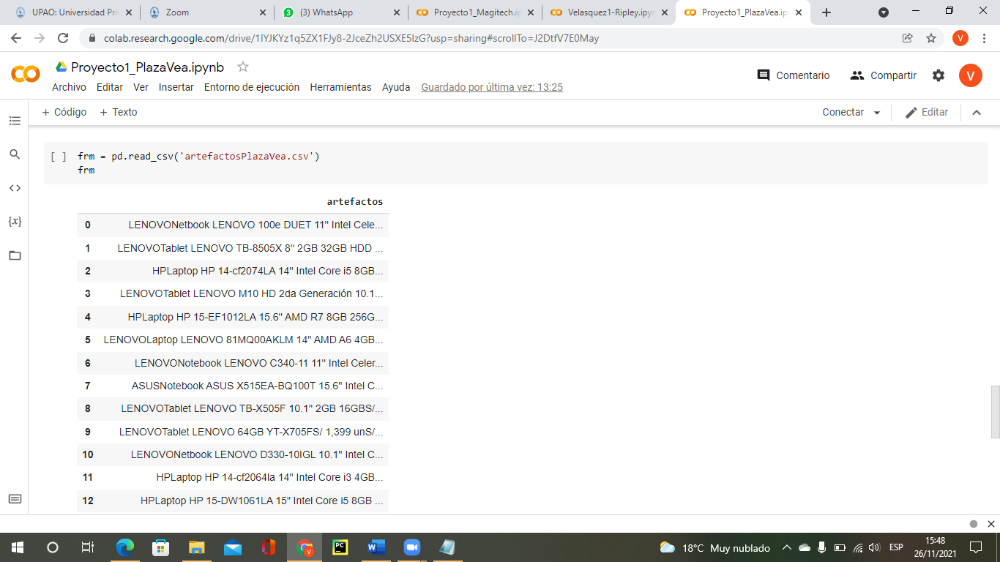 UPAO: Universidad Pri
Zoom
(3) WhatsApp
Proyecto1_Magitech.ip
Velasquez1-Ripley.ipyn
Proyecto1_PlazaVea.ip
colab.research.google.com/drive/1IYJKYz1q5ZX1FJy8-2JceZh2USXE5IzG?usp=sharing#scrollTo=J2DtfV7E0May
V
Proyecto1_PlazaVea.ipynb
Comentario Compartir V
Archivo Editar Ver Insertar Entorno de ejecución Herramientas Ayuda Guardado por última vez: 13:25
+ Código + Texto Conectar Editar
[ ] frm = pd.read_csv('artefactosPlazaVea.csv')
frm
artefactos
0 LENOVONetbook LENOVO 100e DUET 11" Intel Cele...
1 LENOVOTablet LENOVO TB-8505X 8" 2GB 32GB HDD ...
2 HPLaptop HP 14-cf2074LA 14" Intel Core i5 8GB...
3 LENOVOTablet LENOVO M10 HD 2da Generación 10.1...
4 HPLaptop HP 15-EF1012LA 15.6" AMD R7 8GB 256G...
5 LENOVOLaptop LENOVO 81MQ00AKLM 14" AMD A6 4GB...
6 LENOVONotebook LENOVO C340-11 11" Intel Celer...
7 ASUSNotebook ASUS X515EA-BQ100T 15.6" Intel C...
8 LENOVOTablet LENOVO TB-X505F 10.1" 2GB 16GBS/...
9 LENOVOTablet LENOVO 64GB YT-X705FS/ 1,399 unS/...
10 LENOVONetbook LENOVO D330-10IGL 10.1" Intel C...
11 HPLaptop HP 14-cf2064la 14" Intel Core i3 4GB...
12 HPLaptop HP 15-DW1061LA 15" Intel Core i5 8GB ...
18°C Muy nublado
ESP
15:48
26/11/2021